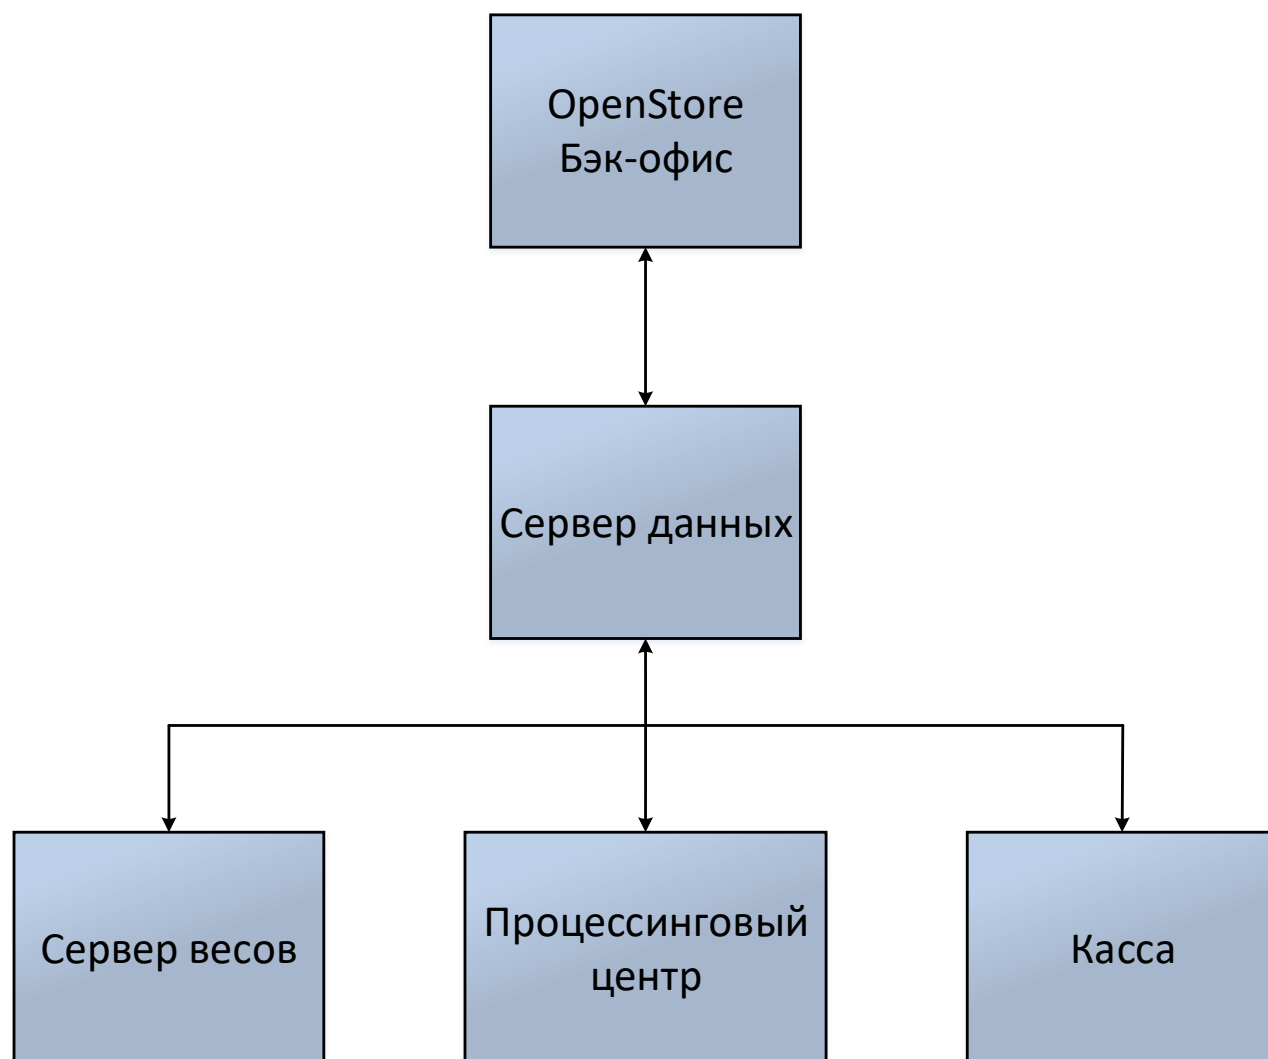 OpenStore
Бэк-офис
Сервер данных
Сервер весов
Процессинговый
центр
Касса